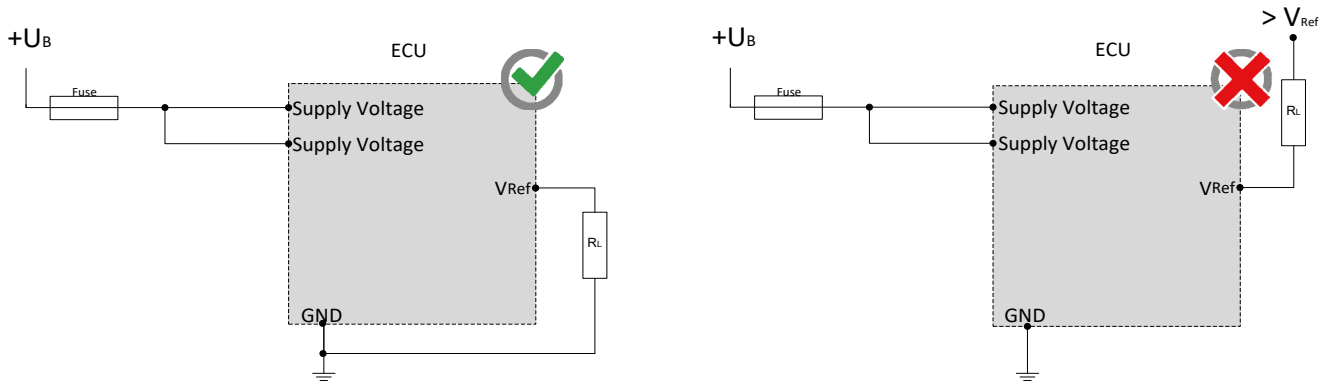 +UB
ECU
Fuse
Supply Voltage
Supply Voltage
VRef
RL
GND
> VRef
+UB
ECU
Fuse
Supply Voltage
Supply Voltage
RL
VRef
GND